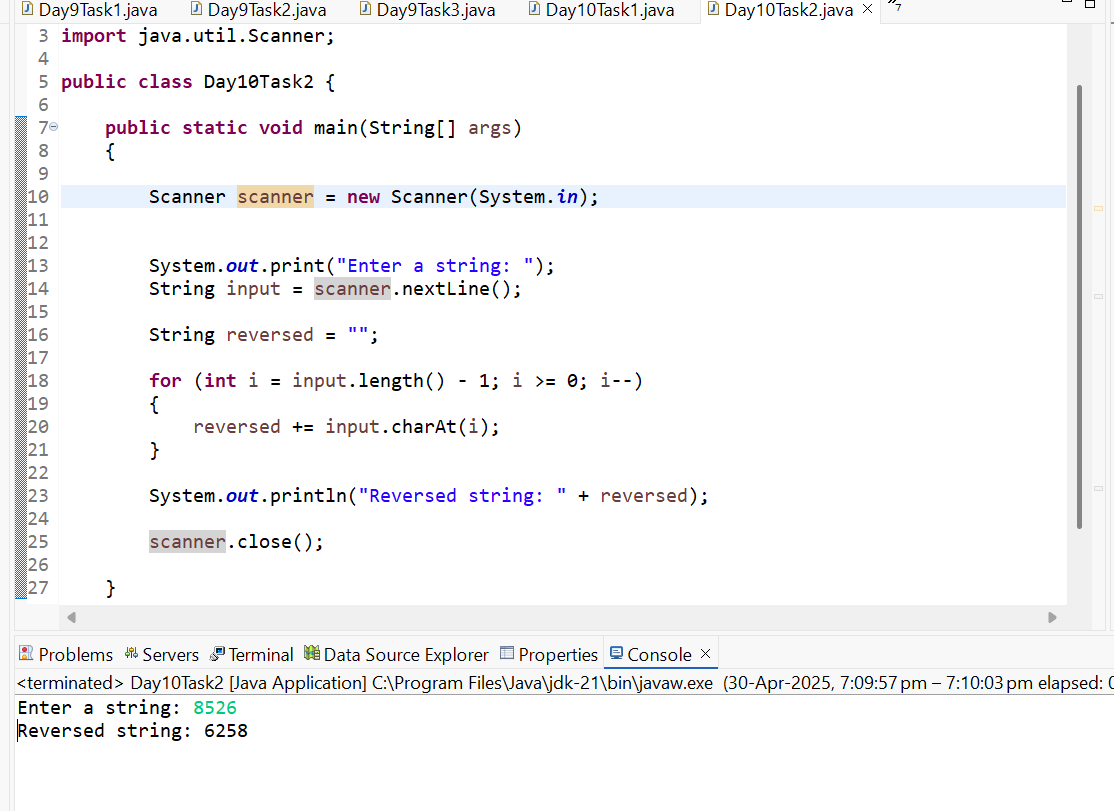 Day9Task1.java Day9Task2.java Day9Task3.java Day10Task1.java Day10Task2.java × »7
3 import java.util.Scanner;
4
5 public class Day10Task2 {
6
7 public static void main(String[] args)
8 {
9
10 Scanner scanner = new Scanner(System.in);
11
12
13 System.out.print("Enter a string: ");
14 String input = scanner.nextLine();
15
16 String reversed = "";
17
18 for (int i = input.length() - 1; i >= 0; i--)
19 {
20 reversed += input.charAt(i);
21 }
22
23 System.out.println("Reversed string: " + reversed);
24
25 scanner.close();
26
27 }
Problems Servers Terminal Data Source Explorer Properties Console ×
<terminated> Day10Task2 [Java Application] C:\Program Files\Java\jdk-21\bin\javaw.exe (30-Apr-2025, 7:09:57 pm – 7:10:03 pm elapsed: 0
Enter a string: 8526
Reversed string: 6258